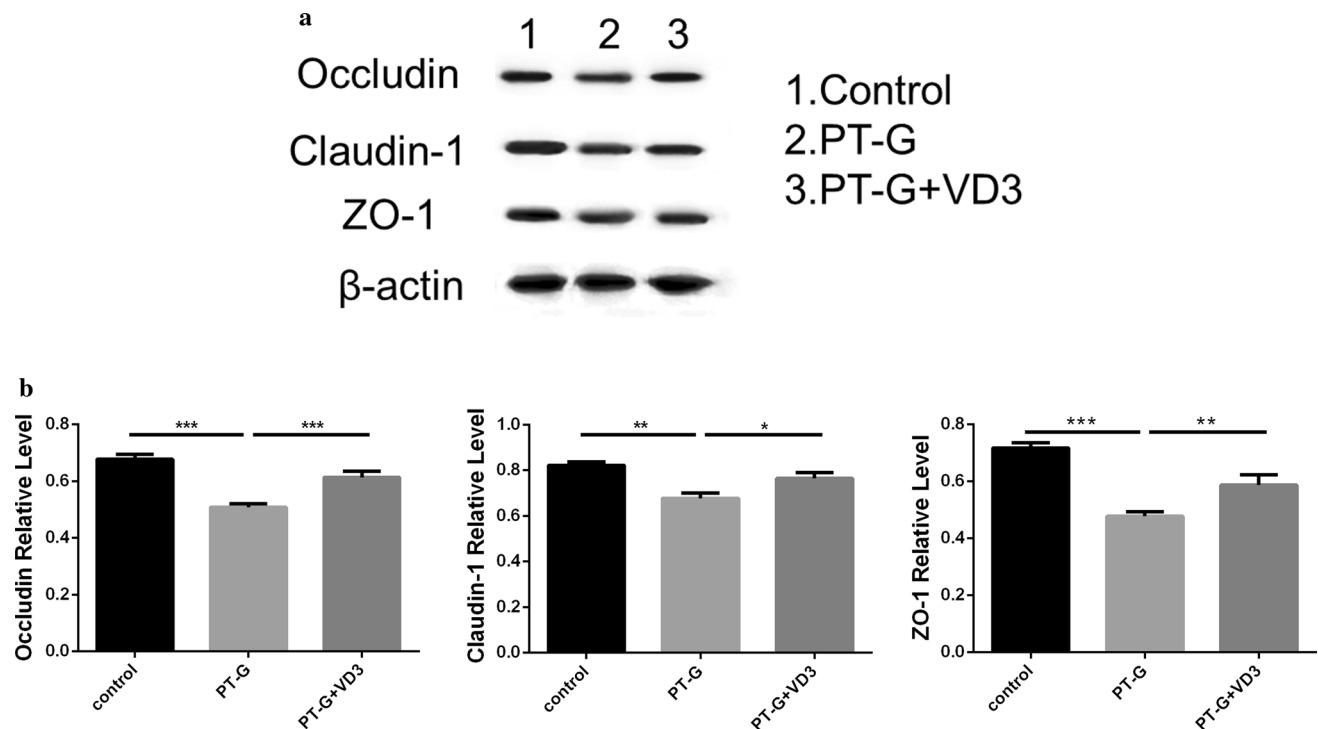 a
1 2 3
Occludin
Claudin-1
ZO-1
β-actin
1.Control
2.PT-G
3.PT-G+VD3
b
Occludin Relative Level
0.8
0.6
0.4
0.2
0.0
*** ***
control PT-G PT-G+VD3
Claudin-1 Relative Level
1.0
0.8
0.6
0.4
0.2
0.0
** *
control PT-G PT-G+VD3
ZO-1 Relative Level
0.8
0.6
0.4
0.2
0.0
*** **
control PT-G PT-G+VD3